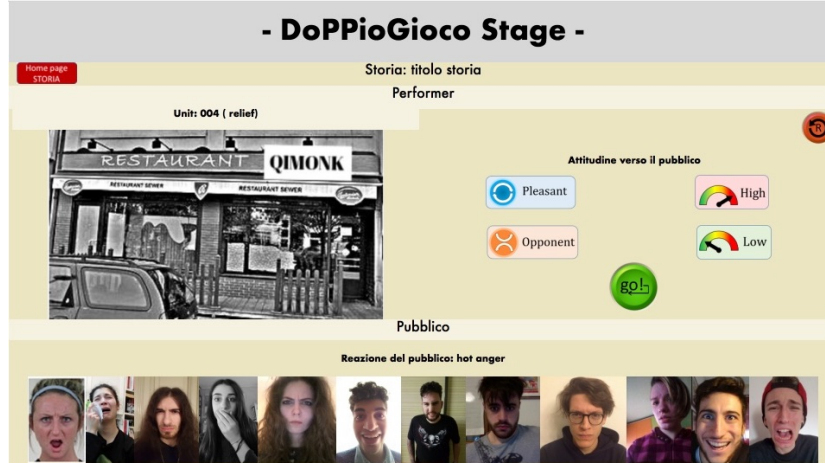 - DoPPioGioco Stage -
Home page
STORIA
Storia: titolo storia
Performer
Unit: 004 ( relief)
R
RESTAURANT QIMONK
RESTAURANT SEWER
RESTAURANT SEWER
Attitudine verso il pubblico
Pleasant
High
Opponent
Low
go!
Pubblico
Reazione del pubblico: hot anger